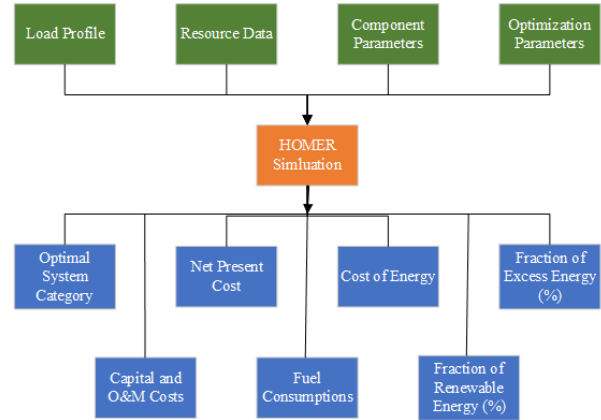 Load Profile
Resource Data
Component
Parameters
Optimization
Parameters
HOMER
Simluation
Optimal
System
Category
Net Present
Cost
Cost of Energy
Fraction of
Excess Energy
(%)
Capital and
O&M Costs
Fuel
Consumptions
Fraction of
Renewable
Energy (%)